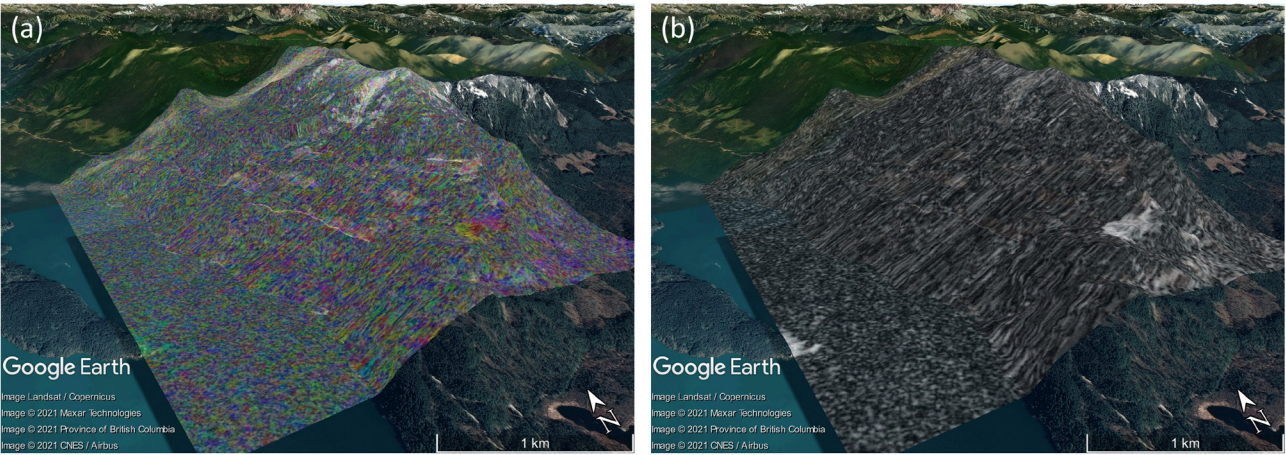 (a)
Google Earth
Image Landsat / Copernicus
Image © 2021 Maxar Technologies
Image © 2021 Province of British Columbia
Image © 2021 CNES / Airbus
N
1 km
(b)
Google Earth
Image Landsat / Copernicus
Image © 2021 Maxar Technologies
Image © 2021 Province of British Columbia
Image © 2021 CNES / Airbus
N
1 km